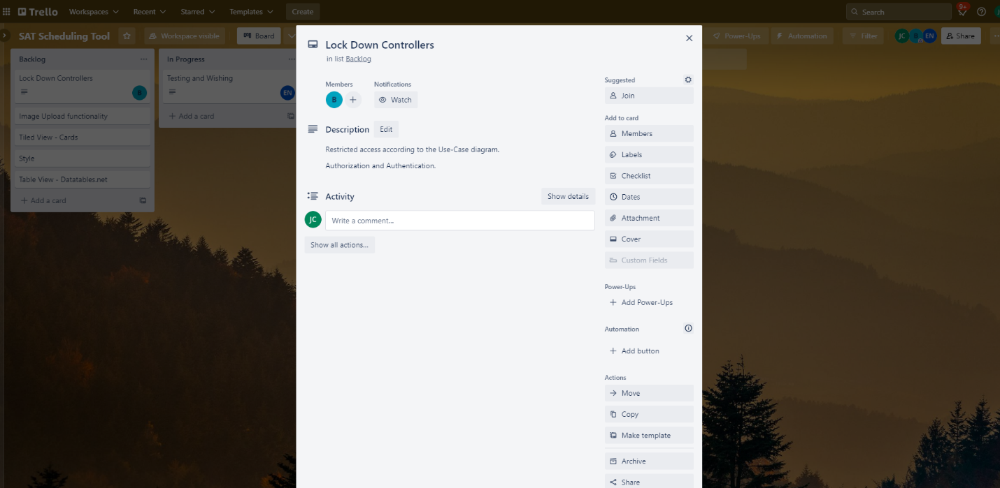 Trello
Workspaces
Recent
Starred
Templates
Create
Search
9+
SAT Scheduling Tool
Workspace visible
Board
Power-Ups
Automation
Filter
JC
B
EN
Share
Backlog
Lock Down Controllers
B
Image Upload functionality
Tiled View - Cards
Style
Table View - Datatables.net
Add a card
In Progress
Testing and Wishing
EN
Add a card
Lock Down Controllers
in list Backlog
Members
Notifications
B
Watch
Description
Edit
Restricted access according to the Use-Case diagram.
Authorization and Authentication.
Activity
Show details
JC
Write a comment...
Show all actions...
Suggested
Join
Add to card
Members
Labels
Checklist
Dates
Attachment
Cover
Custom Fields
Power-Ups
Add Power-Ups
Automation
Add button
Actions
Move
Copy
Make template
Archive
Share